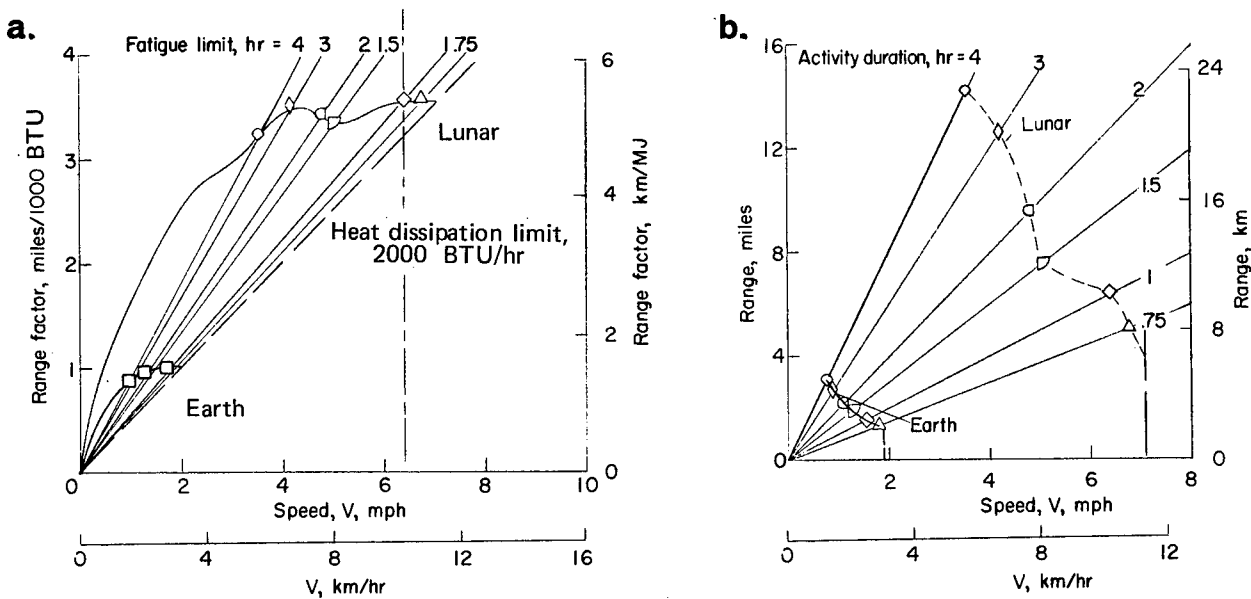 a.
Fatigue limit, hr = 4 3 2 1.5 1 .75
4
3
2
1
0
Range factor, miles/1000 BTU
Lunar
Heat dissipation limit,
2000 BTU/hr
Earth
6
4
2
0
Range factor, km/MJ
0 2 4 6 8 10
Speed, V, mph
0 4 8 12 16
V, km/hr
b.
Activity duration, hr = 4
3
2
1.5
1
.75
16
12
8
4
0
Range, miles
Lunar
Earth
24
16
8
0
Range, km
2 4 6 8
Speed, V, mph
0 4 8 12
V, km/hr